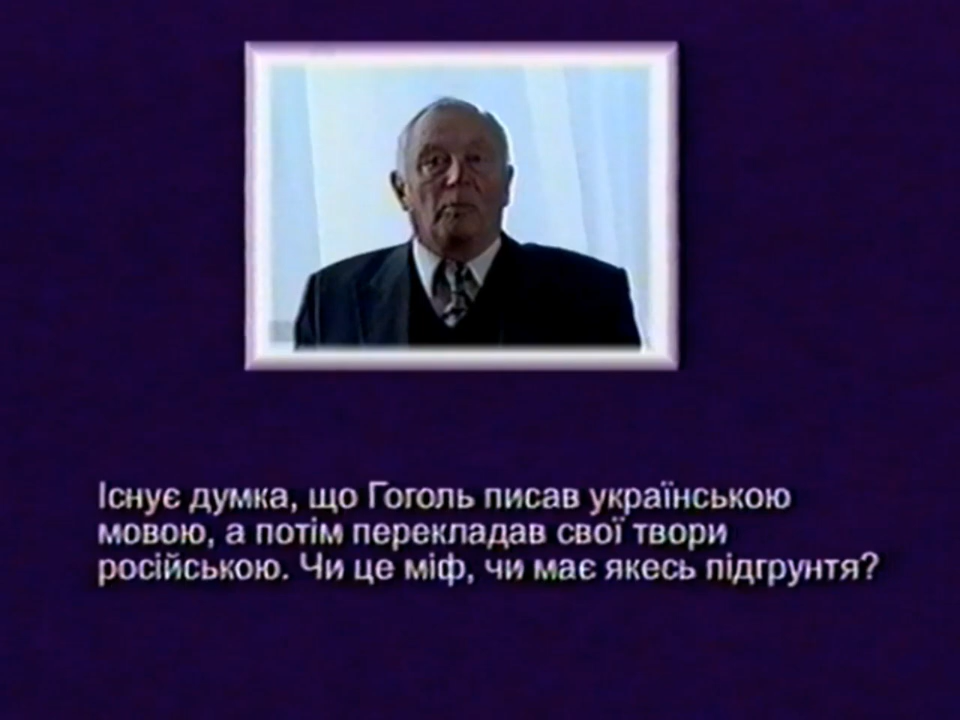 Існує думка, що Гоголь писав українською
мовою, а потім перекладав свої твори
російською. Чи це міф, чи має якесь підгрунтя?